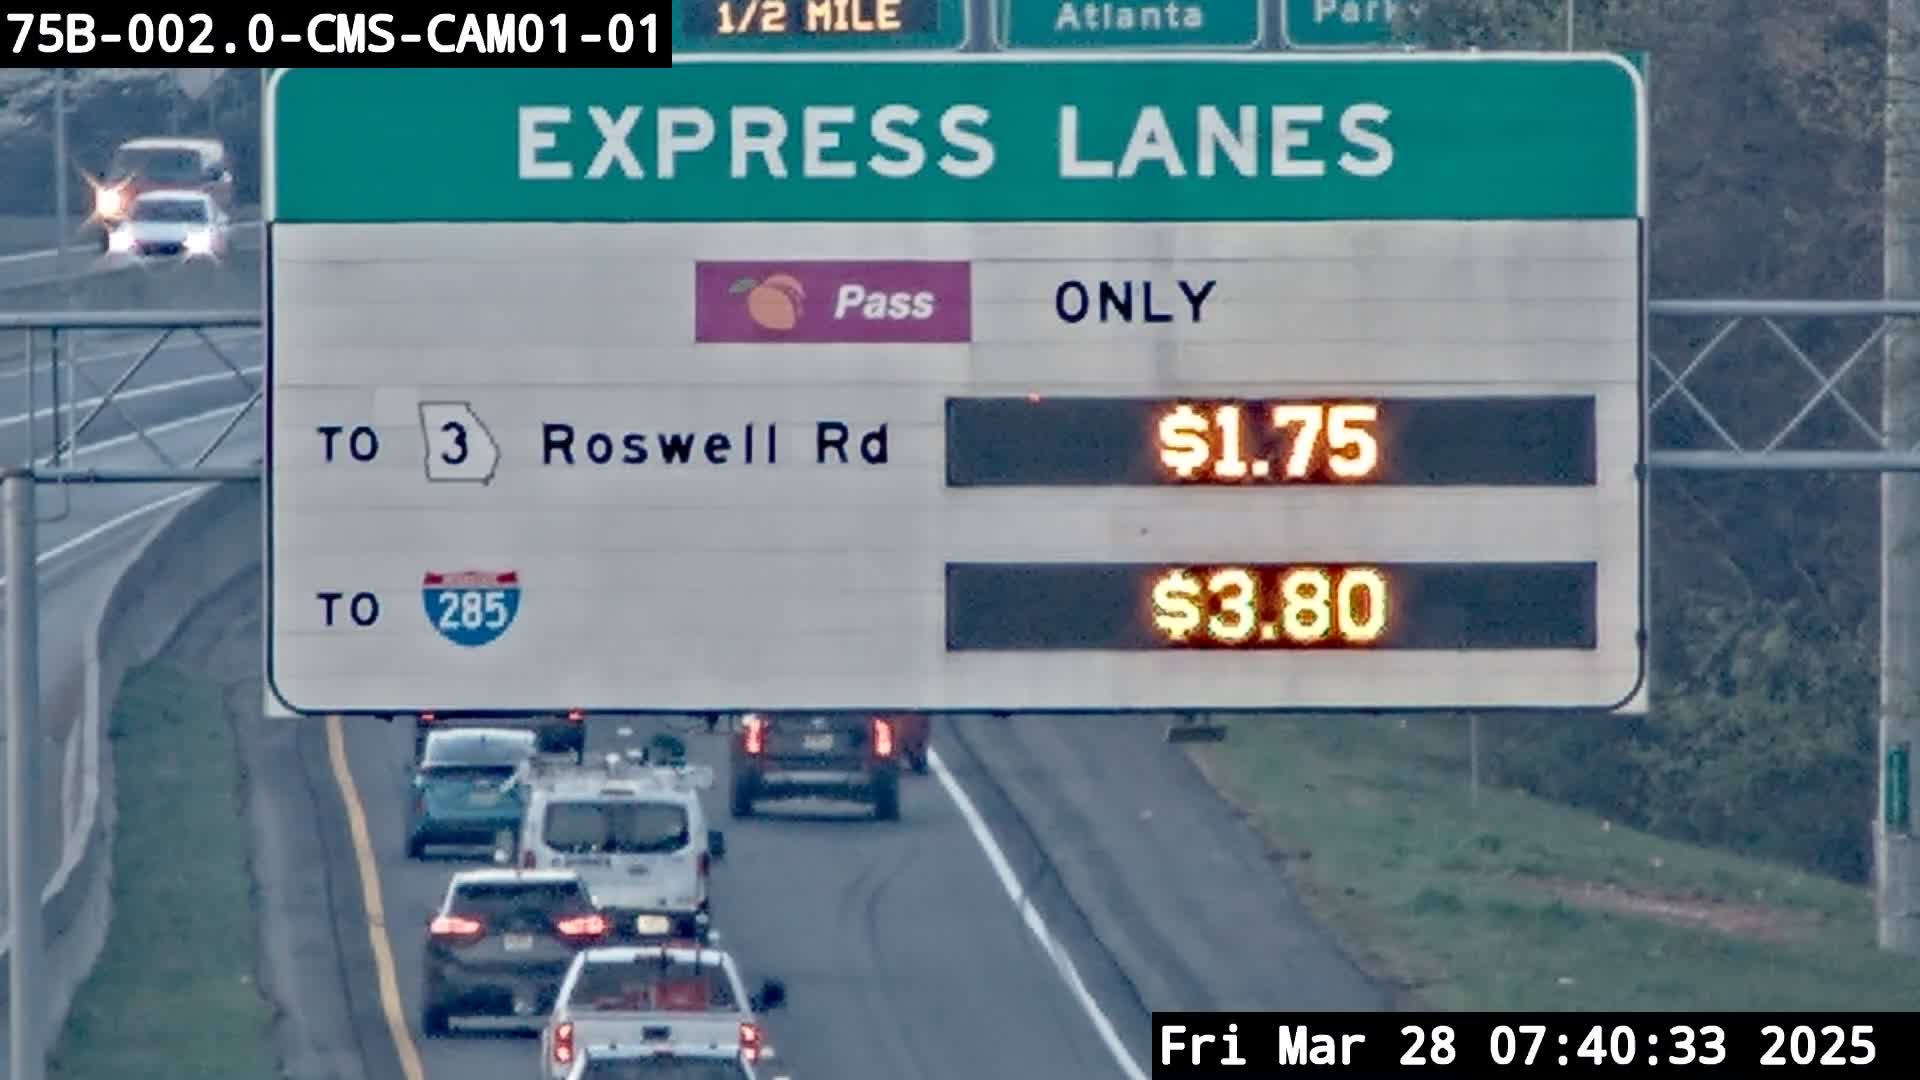 75B-002.0-CMS-CAM01-01
1/2 MILE
Atlanta
EXPRESS LANES
Pass ONLY
TO 3 Roswell Rd $1.75
TO 285 $3.80
Fri Mar 28 07:40:33 2025